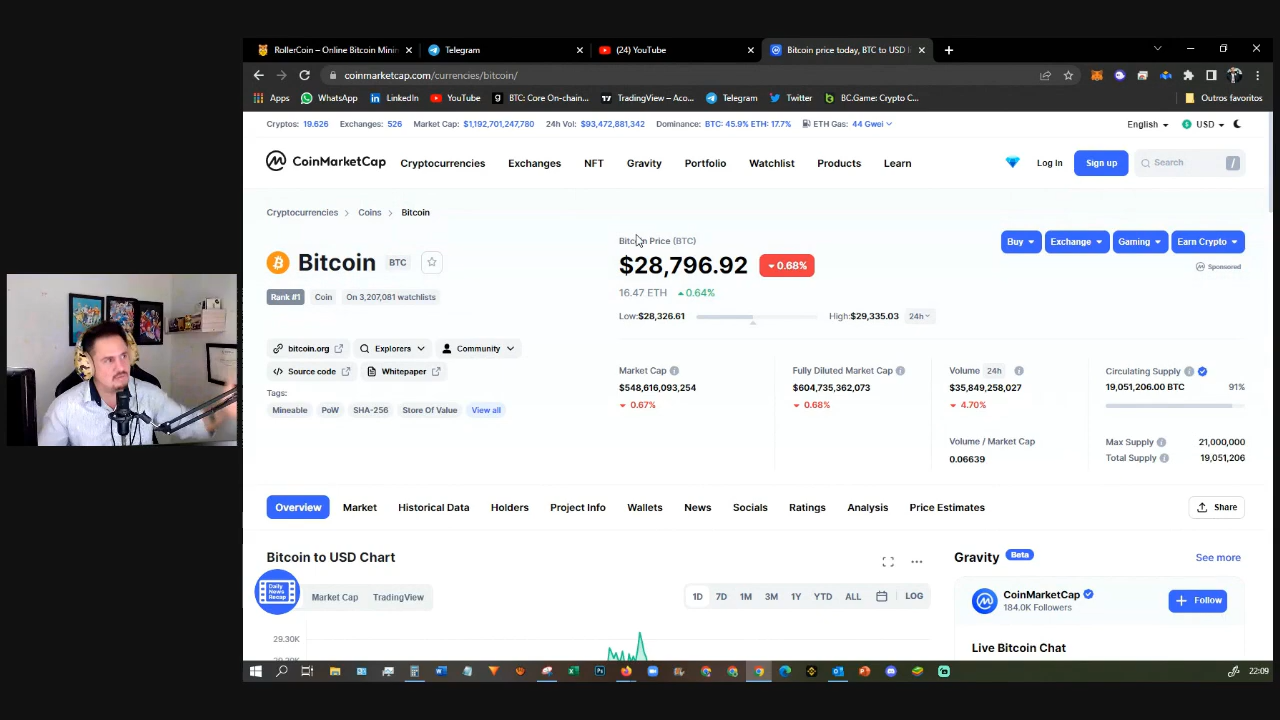 RollerCoin – Online Bitcoin Mini
Telegram
(24) YouTube
Bitcoin price today, BTC to USD l
coinmarketcap.com/currencies/bitcoin/
Apps WhatsApp LinkedIn YouTube BTC: Core On-chain... TradingView – Aco... Telegram Twitter BC.Game: Crypto C... Outros favoritos
Cryptos: 19.626 Exchanges: 526 Market Cap: $1,192,701,247,780 24h Vol: $93,472,881,342 Dominance: BTC: 45.9% ETH: 17.7% ETH Gas: 44 Gwei English USD
CoinMarketCap Cryptocurrencies Exchanges NFT Gravity Portfolio Watchlist Products Learn Log In Sign up Search /
Cryptocurrencies > Coins > Bitcoin
Bitcoin Price (BTC)
Buy Exchange Gaming Earn Crypto
Bitcoin BTC
$28,796.92 0.68%
Sponsored
Rank #1 Coin On 3,207,081 watchlists
16.47 ETH 0.64%
Low:$28,326.61 High:$29,335.03 24h
bitcoin.org Explorers Community
Source code Whitepaper
Tags:
Mineable PoW SHA-256 Store Of Value View all
Market Cap
$548,616,093,254
0.67%
Fully Diluted Market Cap
$604,735,362,073
0.68%
Volume 24h
$35,849,258,027
4.70%
Volume / Market Cap
0.06639
Circulating Supply
19,051,206.00 BTC 91%
Max Supply 21,000,000
Total Supply 19,051,206
Overview Market Historical Data Holders Project Info Wallets News Socials Ratings Analysis Price Estimates Share
Bitcoin to USD Chart
Daily
News
Recap
Market Cap TradingView
1D 7D 1M 3M 1Y YTD ALL LOG
29.30K
Gravity Beta See more
CoinMarketCap
184.0K Followers
Follow
Live Bitcoin Chat
22:09